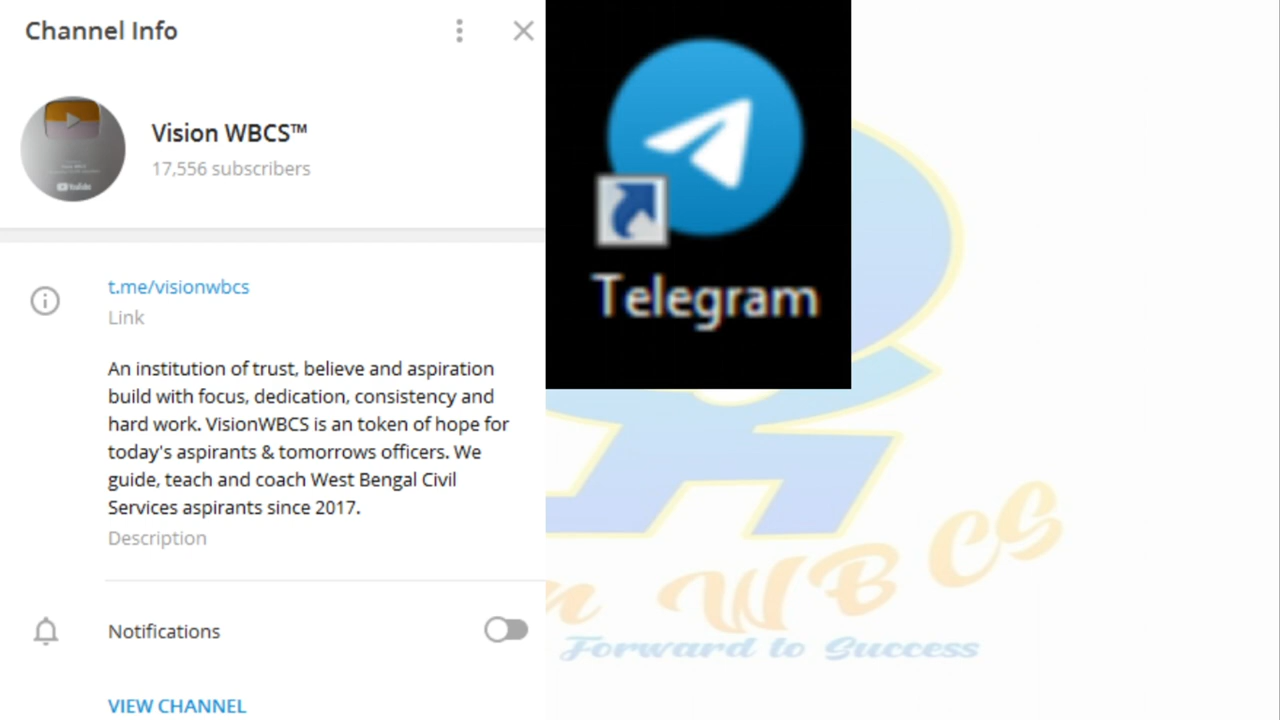 Channel Info
Vision WBCS™
17,556 subscribers
t.me/visionwbcs
Link
An institution of trust, believe and aspiration
build with focus, dedication, consistency and
hard work. VisionWBCS is an token of hope for
today's aspirants & tomorrows officers. We
guide, teach and coach West Bengal Civil
Services aspirants since 2017.
Description
Notifications
VIEW CHANNEL
Telegram
n WBCS
Forward to Success
YouTube